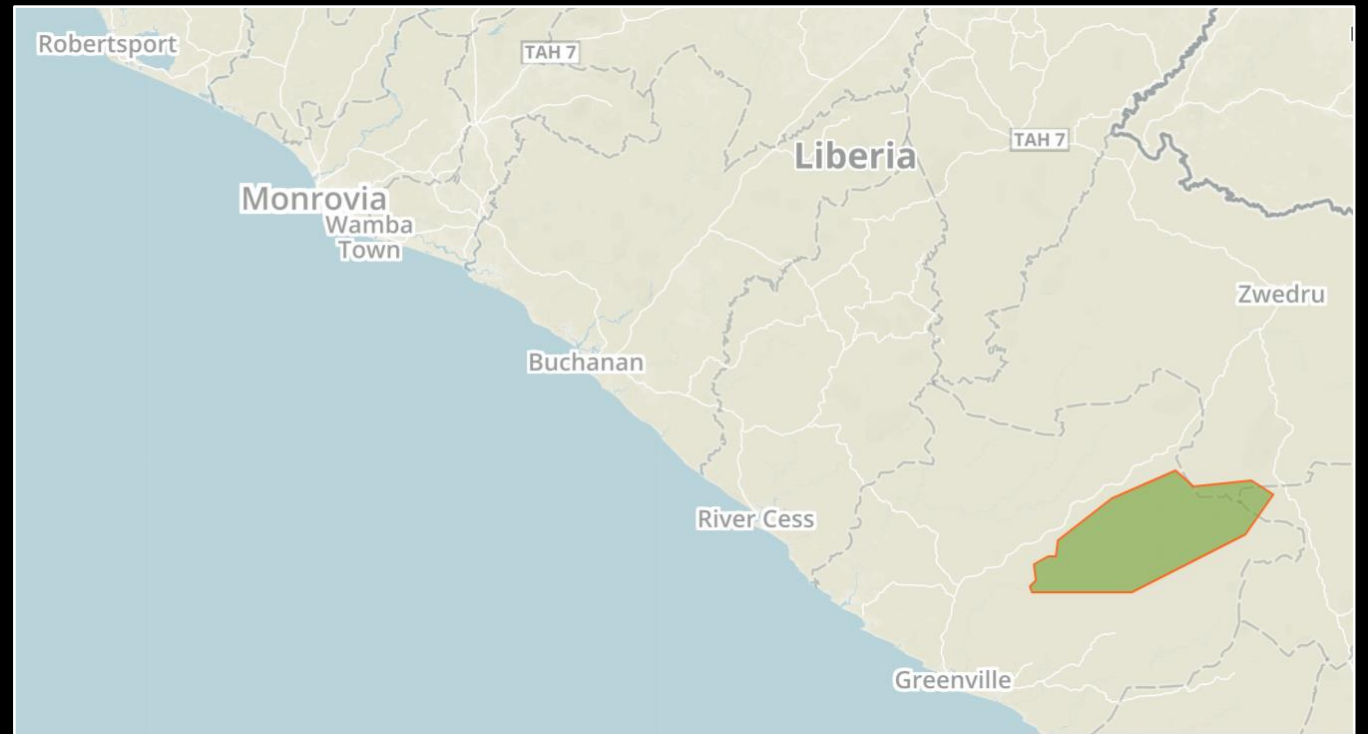 Robertsport
TAH 7
Liberia
TAH 7
Monrovia
Wamba
Town
Zwedru
Buchanan
River Cess
Greenville